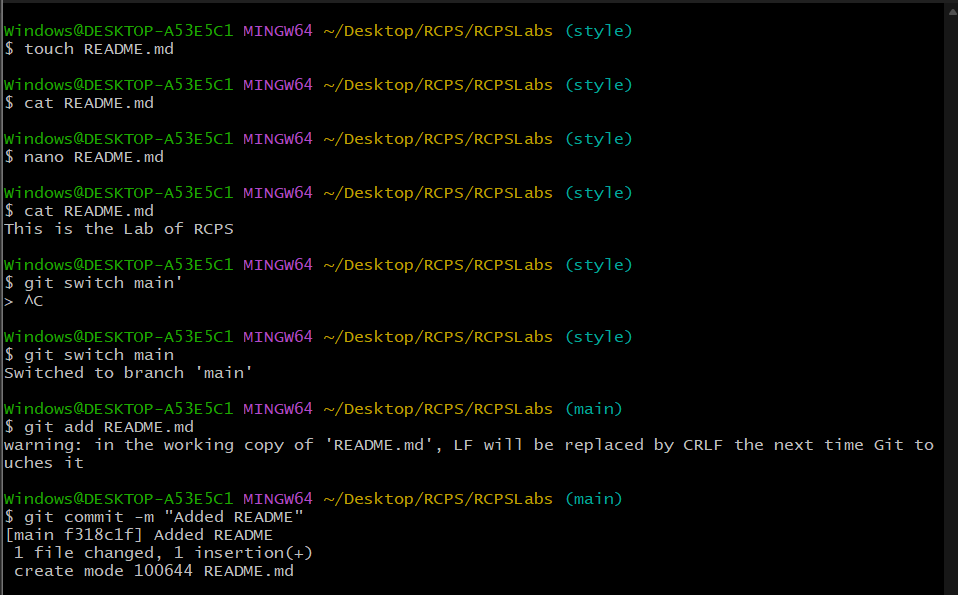 Windows@DESKTOP-A53E5C1 MINGW64 ~/Desktop/RCPS/RCPSLabs (style)
$ touch README.md
Windows@DESKTOP-A53E5C1 MINGW64 ~/Desktop/RCPS/RCPSLabs (style)
$ cat README.md
Windows@DESKTOP-A53E5C1 MINGW64 ~/Desktop/RCPS/RCPSLabs (style)
$ nano README.md
Windows@DESKTOP-A53E5C1 MINGW64 ~/Desktop/RCPS/RCPSLabs (style)
$ cat README.md
This is the Lab of RCPS
Windows@DESKTOP-A53E5C1 MINGW64 ~/Desktop/RCPS/RCPSLabs (style)
$ git switch main'
> ^C
Windows@DESKTOP-A53E5C1 MINGW64 ~/Desktop/RCPS/RCPSLabs (style)
$ git switch main
Switched to branch 'main'
Windows@DESKTOP-A53E5C1 MINGW64 ~/Desktop/RCPS/RCPSLabs (main)
$ git add README.md
warning: in the working copy of 'README.md', LF will be replaced by CRLF the next time Git to
uches it
Windows@DESKTOP-A53E5C1 MINGW64 ~/Desktop/RCPS/RCPSLabs (main)
$ git commit -m "Added README"
[main f318c1f] Added README
 1 file changed, 1 insertion(+)
 create mode 100644 README.md